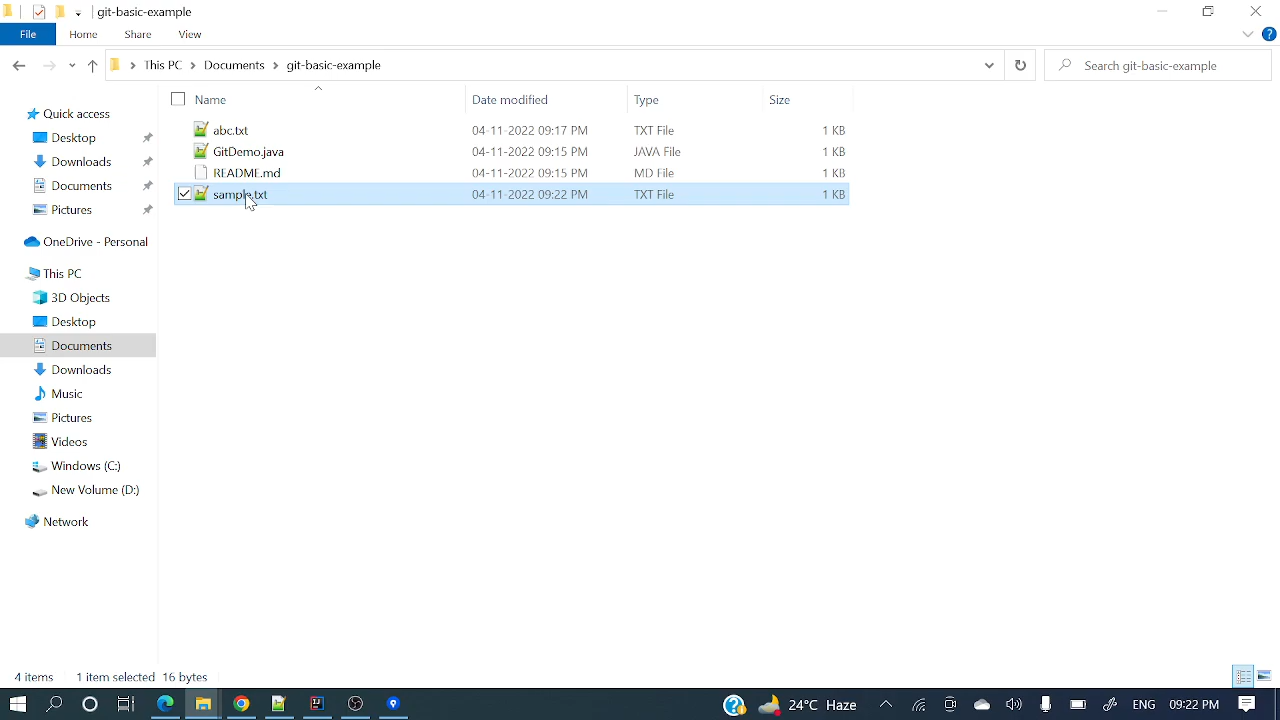 git-basic-example
File Home Share View
This PC Documents git-basic-example Search git-basic-example
Name Date modified Type Size
Quick access
Desktop
Downloads
Documents
Pictures
OneDrive - Personal
This PC
3D Objects
Desktop
Documents
Downloads
Music
Pictures
Videos
Windows (C:)
New Volume (D:)
Network
abc.txt 04-11-2022 09:17 PM TXT File 1 KB
GitDemo.java 04-11-2022 09:15 PM JAVA File 1 KB
README.md 04-11-2022 09:15 PM MD File 1 KB
sample.txt 04-11-2022 09:22 PM TXT File 1 KB
4 items 1 item selected 16 bytes
24°C Haze ENG 09:22 PM